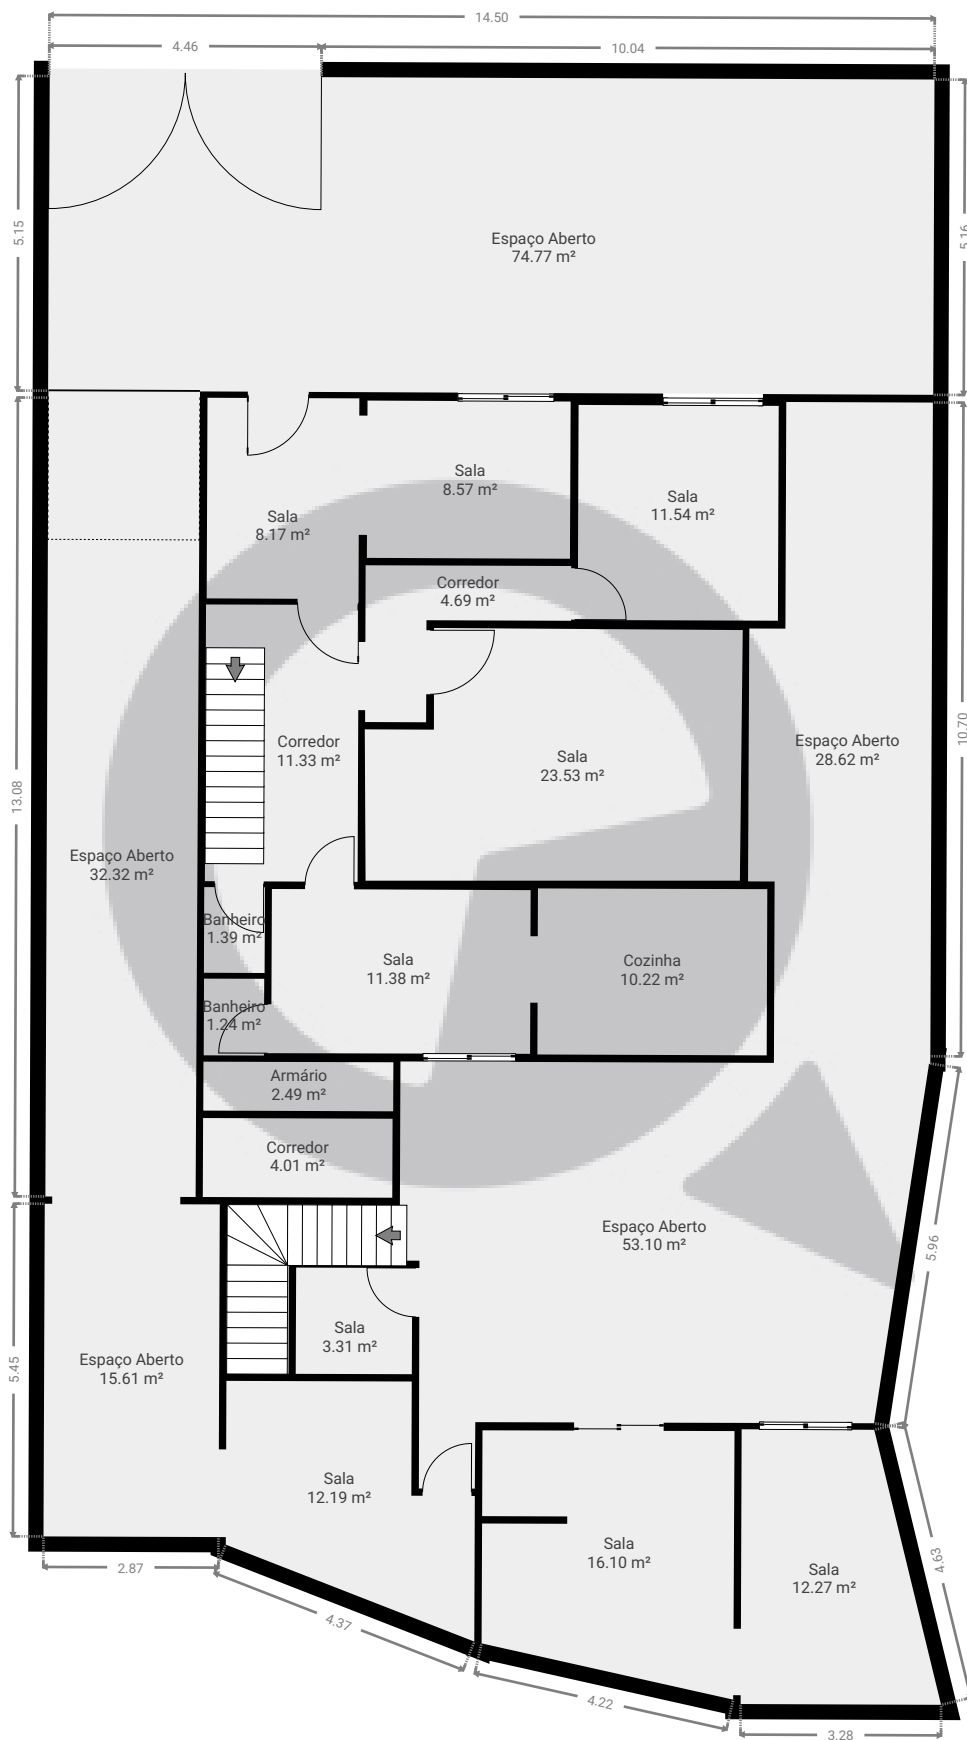 14.50
4.46
10.04
5.15
5.16
Espaço Aberto
74.77 m²
Sala
8.57 m²
Sala
11.54 m²
Sala
8.17 m²
Corredor
4.69 m²
Corredor
11.33 m²
Sala
23.53 m²
Espaço Aberto
28.62 m²
10.70
13.08
Espaço Aberto
32.32 m²
Banheiro
1.39 m²
Sala
11.38 m²
Cozinha
10.22 m²
Banheiro
1.24 m²
Armário
2.49 m²
Corredor
4.01 m²
Espaço Aberto
53.10 m²
5.96
Sala
3.31 m²
Espaço Aberto
15.61 m²
5.45
Sala
12.19 m²
Sala
16.10 m²
Sala
12.27 m²
4.63
2.87
4.37
4.22
3.28